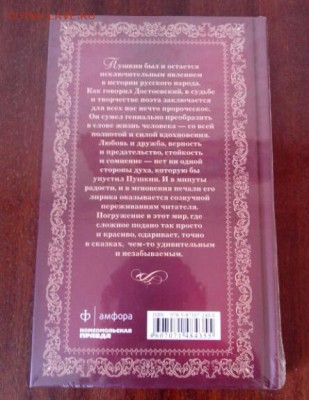 Пушкин был и остается
исключительным явлением
в истории русского народа.
Как говорил Достоевский, в судьбе
и творчестве поэта заключается
для всех нас нечто пророческое.
Он сумел гениально преобразить
в слове жизнь человека — со всей
полнотой и силой вдохновения.
Любовь и дружба, верность
и предательство, стойкость
и сомнение — нет ни одной
стороны духа, которую бы
упустил Пушкин. И в минуты
радости, и в мгновения печали его
лирика оказывается созвучной
переживаниям читателя.
Погружение в этот мир, где
сложное подано так просто
и красиво, одаривает, точно
в сказках, чем-то удивительным
и незабываемым.
ф
амфора
КОМСОМОЛЬСКАЯ
ПРАВДА